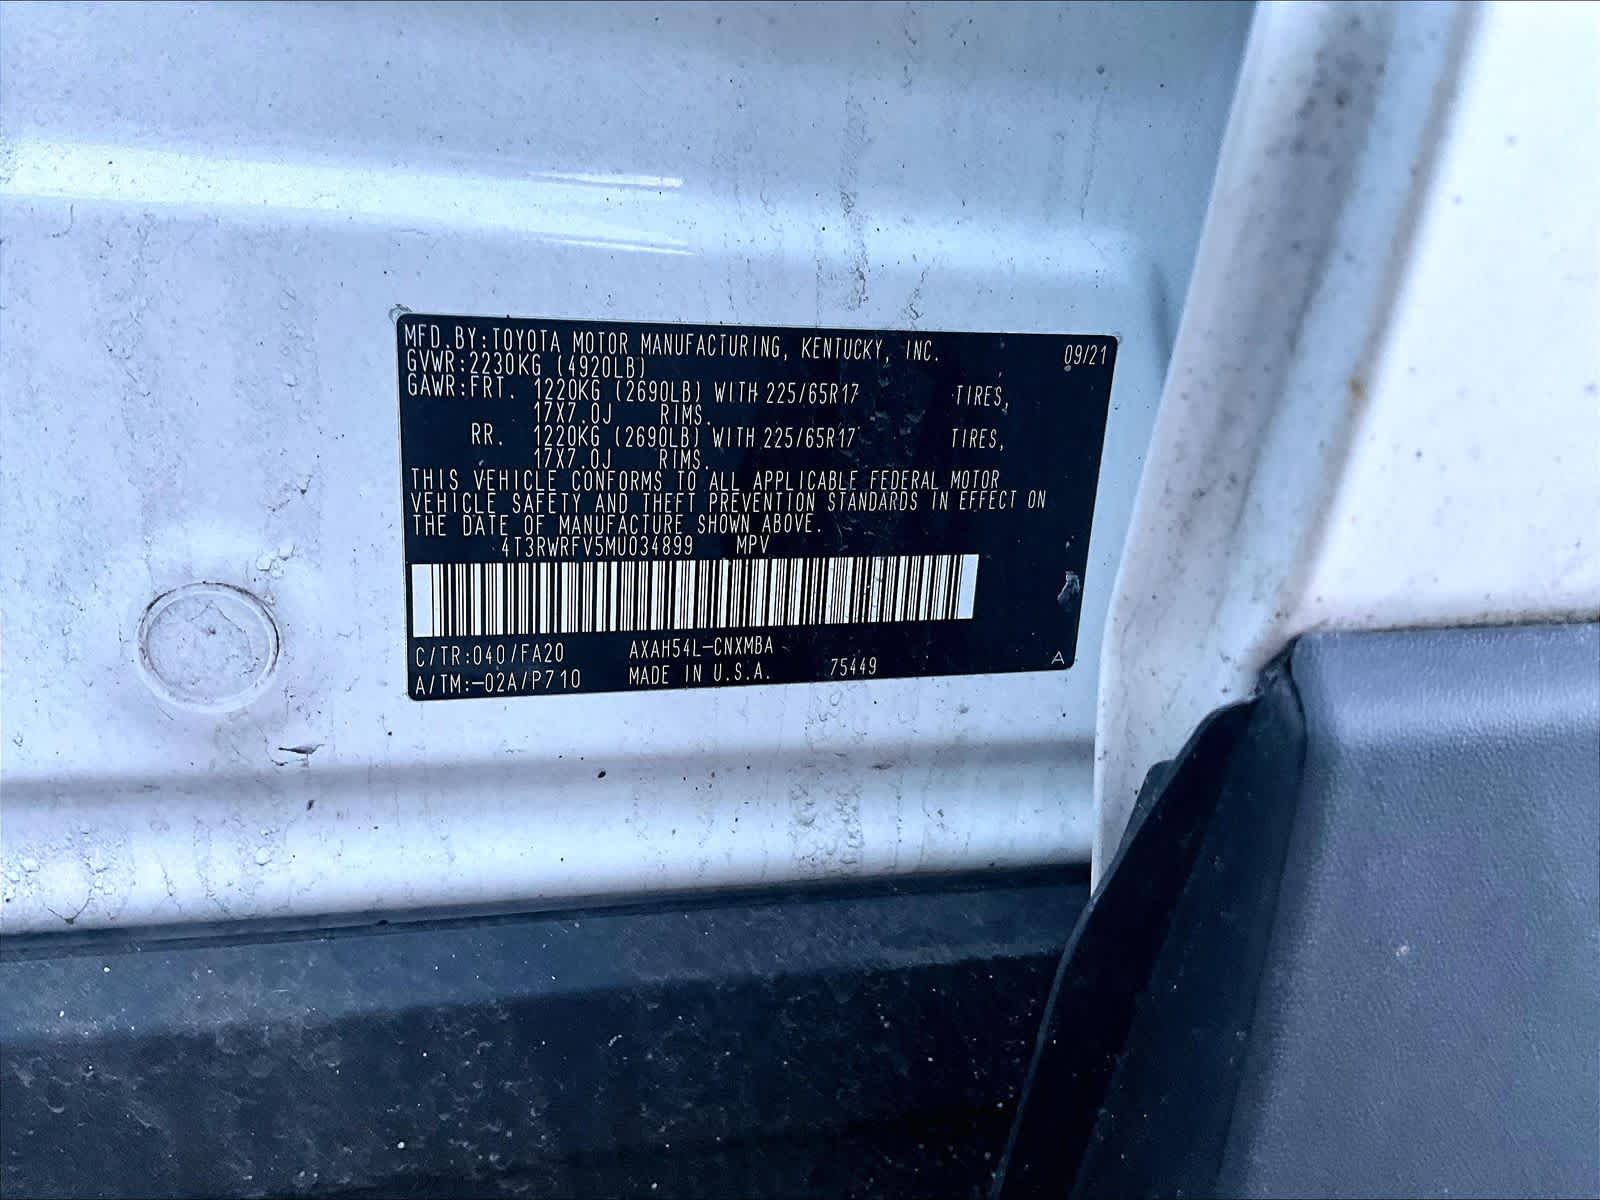 MFD.BY:TOYOTA MOTOR MANUFACTURING, KENTUCKY, INC. 09/21
GVWR:2230KG (4920LB)
GAWR:FRT. 1220KG (2690LB) WITH 225/65R17 TIRES,
17X7.0J RIMS.
RR. 1220KG (2690LB) WITH 225/65R17 TIRES,
17X7.0J RIMS.
THIS VEHICLE CONFORMS TO ALL APPLICABLE FEDERAL MOTOR
VEHICLE SAFETY AND THEFT PREVENTION STANDARDS IN EFFECT ON
THE DATE OF MANUFACTURE SHOWN ABOVE.
4T3RWRFV5MU034899 MPV
C/TR:040/FA20 AXAH54L-CNXMBA
A/TM:-02A/P710 MADE IN U.S.A. 75449 A